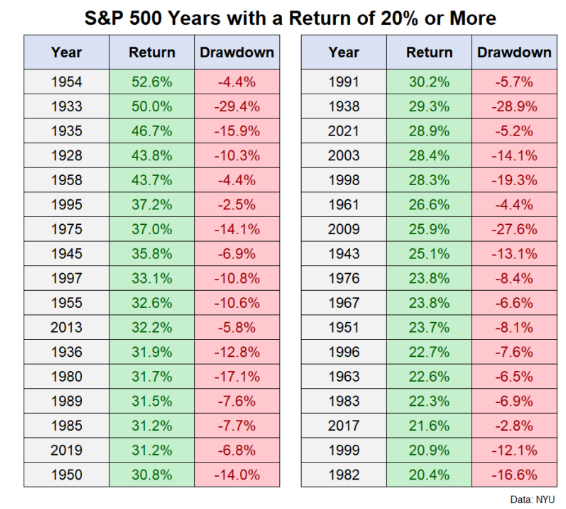 S&P 500 Years with a Return of 20% or More
Year Return Drawdown
1954 52.6% -4.4%
1933 50.0% -29.4%
1935 46.7% -15.9%
1928 43.8% -10.3%
1958 43.7% -4.4%
1995 37.2% -2.5%
1975 37.0% -14.1%
1945 35.8% -6.9%
1997 33.1% -10.8%
1955 32.6% -10.6%
2013 32.2% -5.8%
1936 31.9% -12.8%
1980 31.7% -17.1%
1989 31.5% -7.6%
1985 31.2% -7.7%
2019 31.2% -6.8%
1950 30.8% -14.0%
Year Return Drawdown
1991 30.2% -5.7%
1938 29.3% -28.9%
2021 28.9% -5.2%
2003 28.4% -14.1%
1998 28.3% -19.3%
1961 26.6% -4.4%
2009 25.9% -27.6%
1943 25.1% -13.1%
1976 23.8% -8.4%
1967 23.8% -6.6%
1951 23.7% -8.1%
1996 22.7% -7.6%
1963 22.6% -6.5%
1983 22.3% -6.9%
2017 21.6% -2.8%
1999 20.9% -12.1%
1982 20.4% -16.6%
Data: NYU